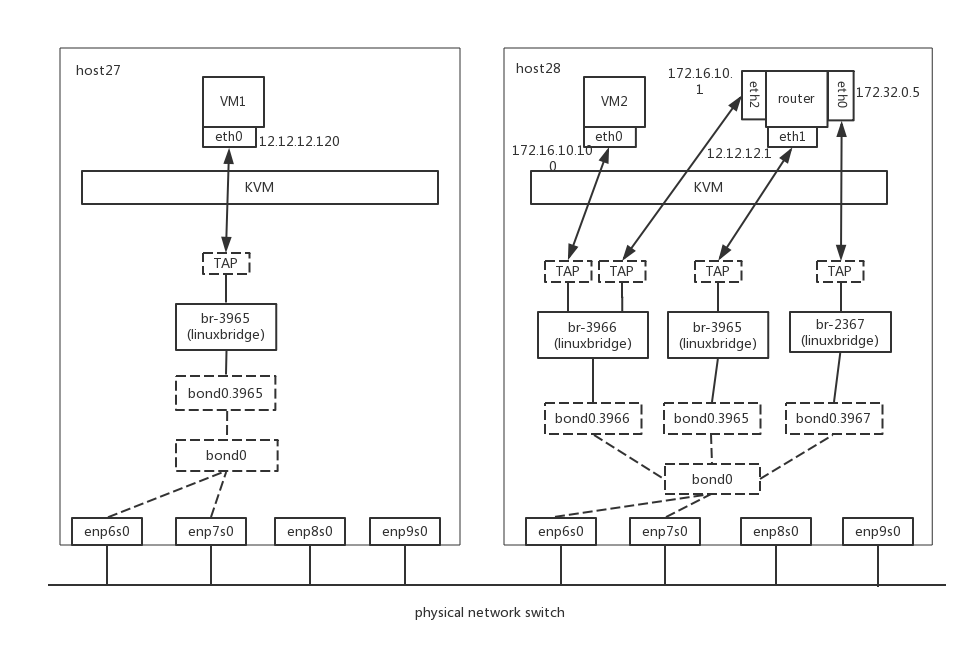 host27
VM1
eth0
12.12.12.120
KVM
TAP
br-3965
(linuxbridge)
bond0.3965
bond0
enp6s0
enp7s0
enp8s0
enp9s0
host28
VM2
eth0
172.16.10.10
0
172.16.10.
1
eth2
router
eth0
172.32.0.5
eth1
12.12.12.1
KVM
TAP
TAP
TAP
TAP
br-3966
(linuxbridge)
br-3965
(linuxbridge)
br-2367
(linuxbridge)
bond0.3966
bond0.3965
bond0.3967
bond0
enp6s0
enp7s0
enp8s0
enp9s0
physical network switch